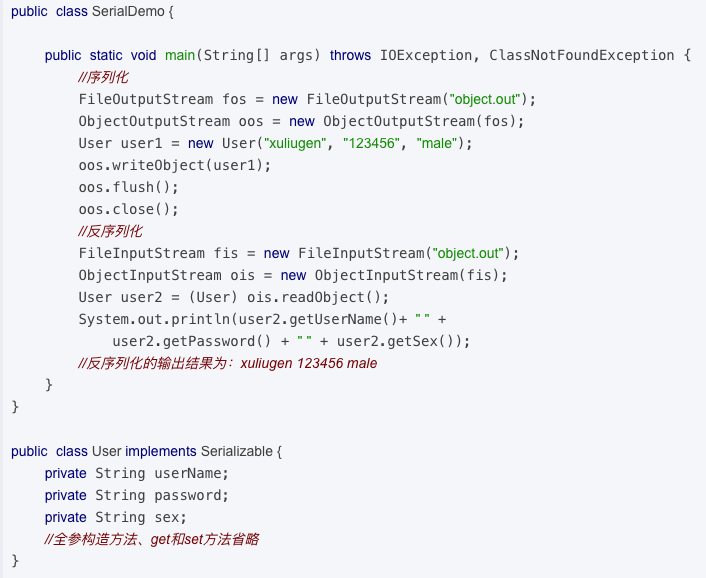 public class SerialDemo {
public static void main(String[] args) throws IOException, ClassNotFoundException {
//序列化
FileOutputStream fos = new FileOutputStream("object.out");
ObjectOutputStream oos = new ObjectOutputStream(fos);
User user1 = new User("xuliugen", "123456", "male");
oos.writeObject(user1);
oos.flush();
oos.close();
//反序列化
FileInputStream fis = new FileInputStream("object.out");
ObjectInputStream ois = new ObjectInputStream(fis);
User user2 = (User) ois.readObject();
System.out.println(user2.getUserName()+ " " +
user2.getPassword() + " " + user2.getSex());
//反序列化的输出结果为：xuliugen 123456 male
}
}
public class User implements Serializable {
private String userName;
private String password;
private String sex;
//全参构造方法、get和set方法省略
}